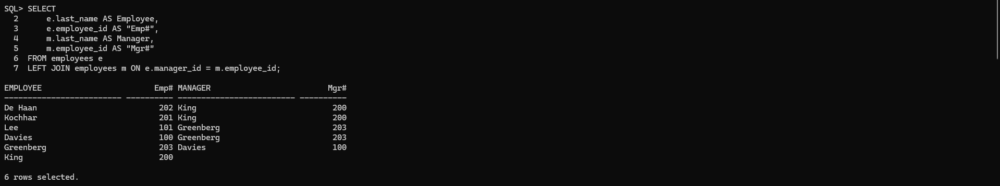 SQL> SELECT
  2      e.last_name AS Employee,
  3      e.employee_id AS "Emp#",
  4      m.last_name AS Manager,
  5      m.employee_id AS "Mgr#"
  6  FROM employees e
  7  LEFT JOIN employees m ON e.manager_id = m.employee_id;

EMPLOYEE                        Emp# MANAGER                         Mgr#
------------------------- ---------- ------------------------- ----------
De Haan                          202 King                             200
Kochhar                          201 King                             200
Lee                              101 Greenberg                        203
Davies                           100 Greenberg                        203
Greenberg                        203 Davies                           100
King                             200

6 rows selected.